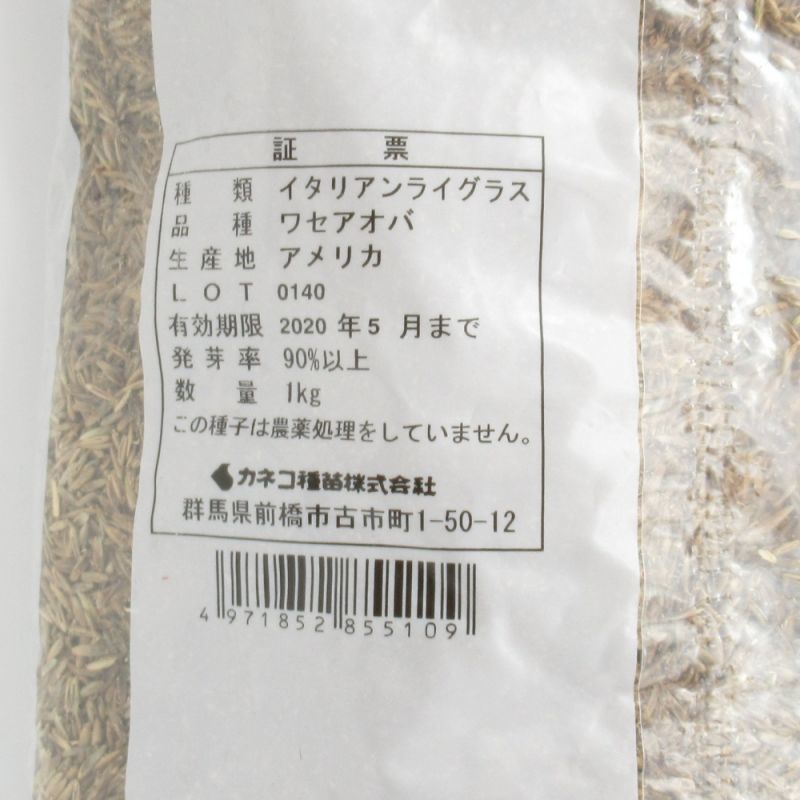 証 票
種 類 イタリアンライグラス
品 種 ワセアオバ
生産地 アメリカ
LOT 0140
有効期限 2020 年 5 月まで
発芽率 90%以上
数 量 1kg
この種子は農薬処理をしていません。
カネコ種苗株式会社
群馬県前橋市古市町1-50-12
4 971852 855109